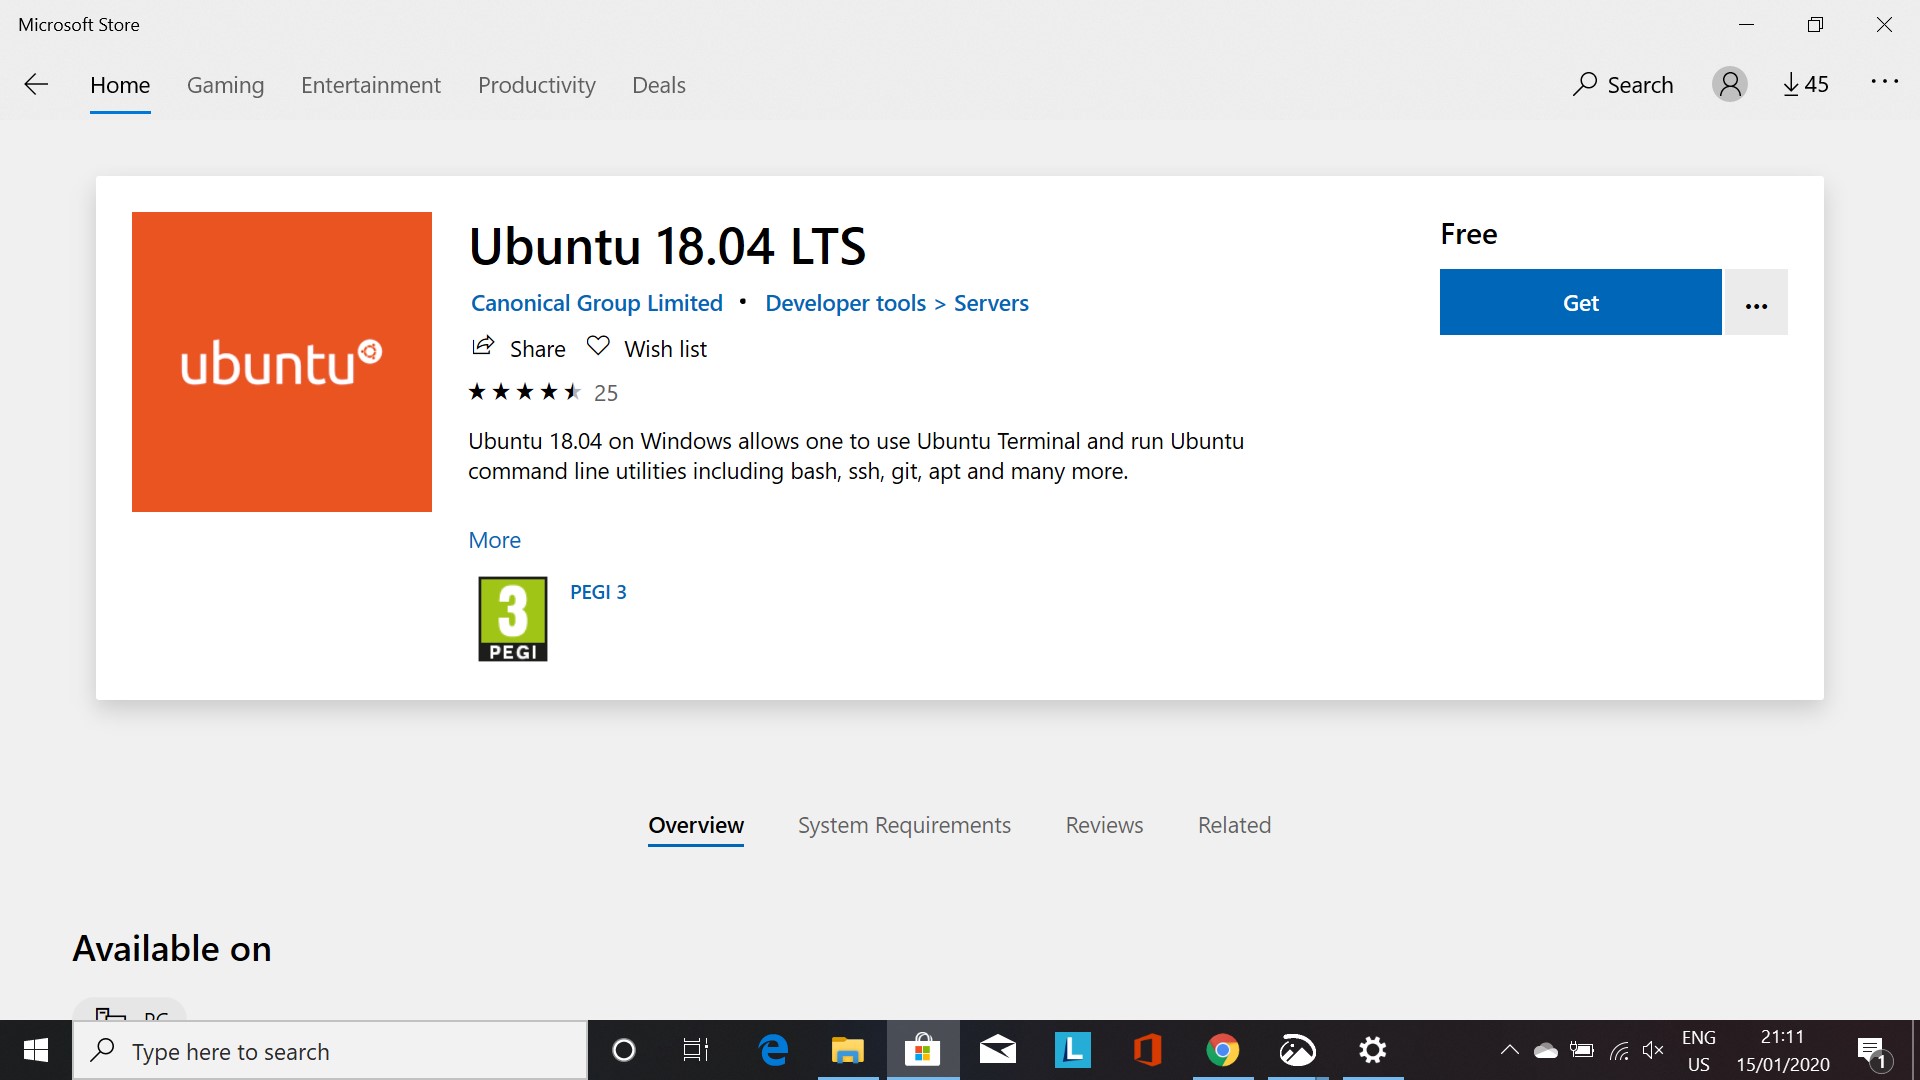 Microsoft Store
Home Gaming Entertainment Productivity Deals Search 45
ubuntu
Ubuntu 18.04 LTS
Canonical Group Limited • Developer tools > Servers
Share Wish list
25
Ubuntu 18.04 on Windows allows one to use Ubuntu Terminal and run Ubuntu
command line utilities including bash, ssh, git, apt and many more.
More
3
PEGI
PEGI 3
Free
Get
Overview System Requirements Reviews Related
Available on
PC
Type here to search
L
ENG
US
21:11
15/01/2020
1